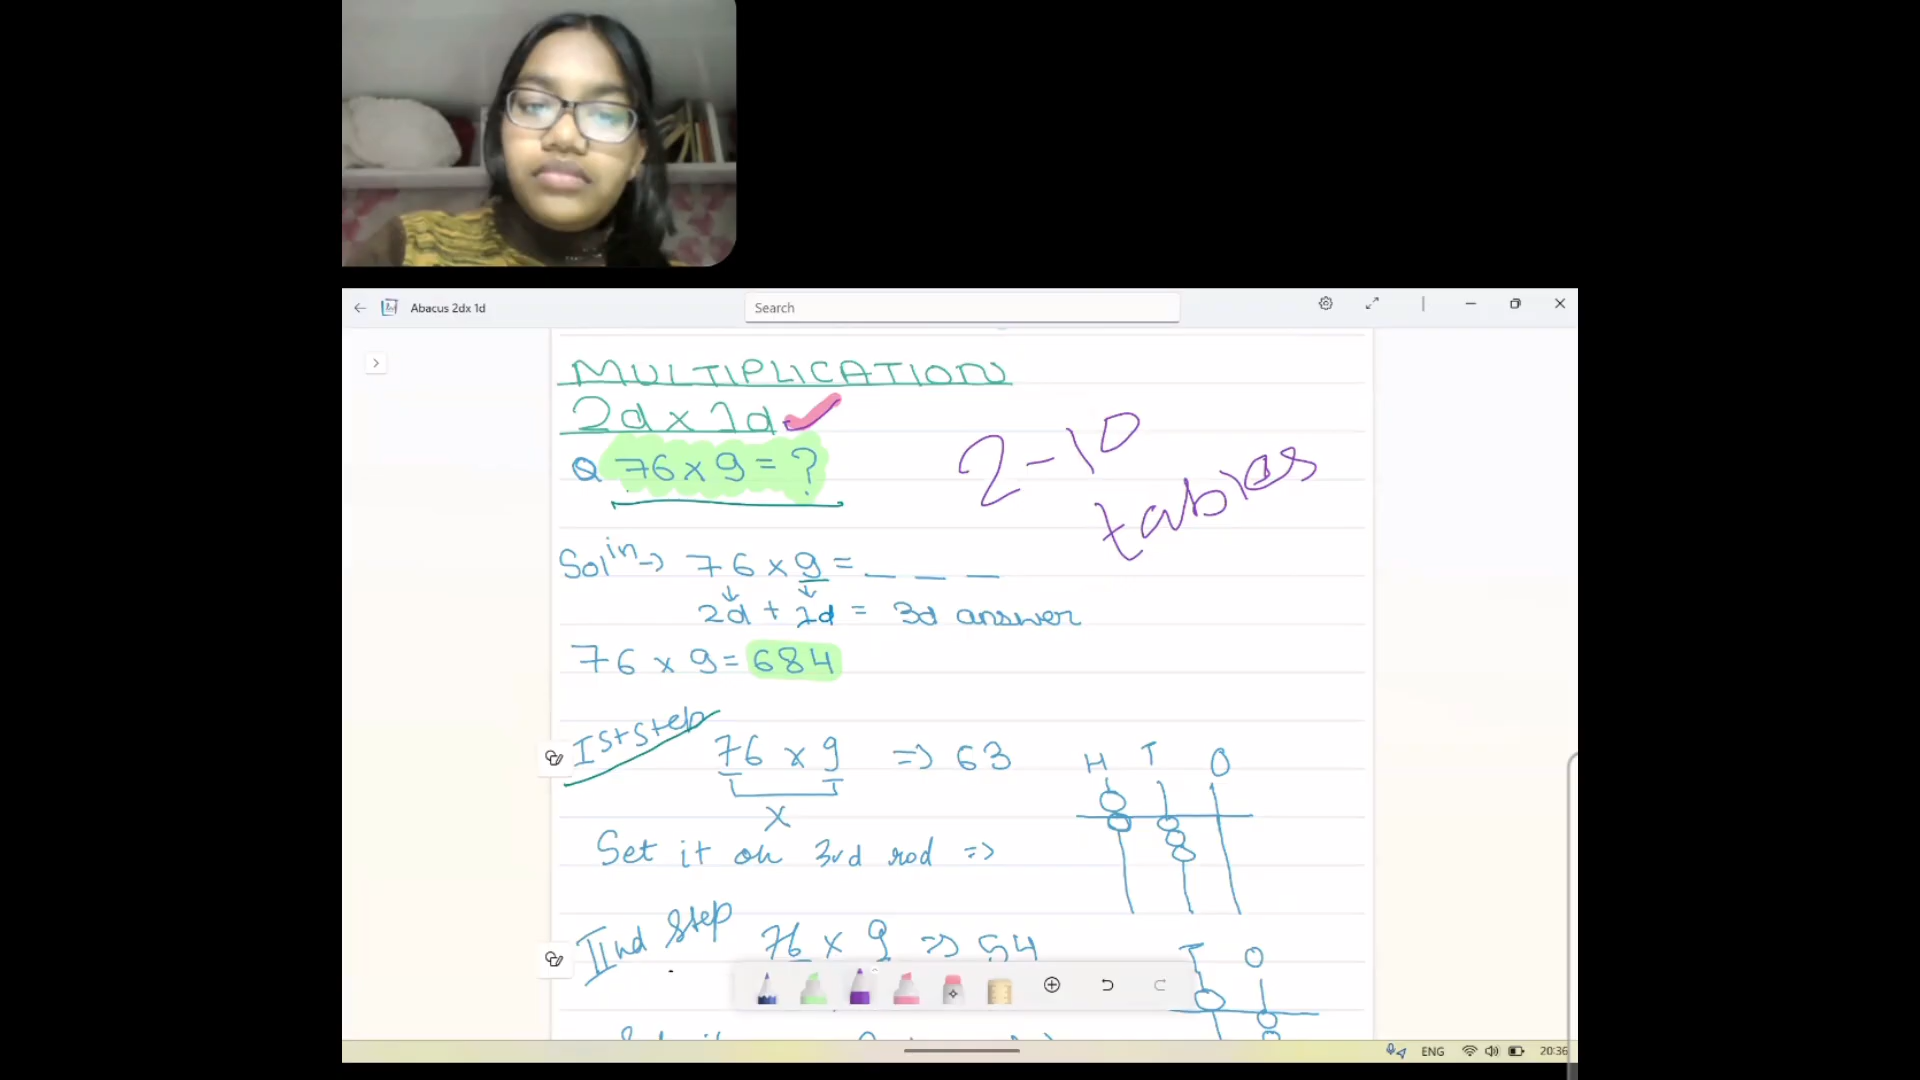 Abacus 2dx 1d
Search
MULTIPLICATION
2d x 1d
Q 76 x 9 = ?
2-10
tables
Solin → 76 x 9 = _ _ _
2d + 1d = 3d answer
76 x 9 = 684
Ist step
76 x 9 => 63
H T O
x
Set it on 3rd rod =>
IInd Step
76 x 9 => 54
T O
ENG
20:36